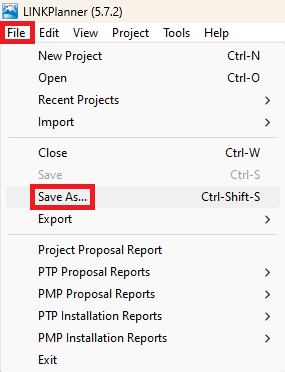 LINKPlanner (5.7.2)
File Edit View Project Tools Help
New Project Ctrl-N
Open Ctrl-O
Recent Projects >
Import >
Close Ctrl-W
Save Ctrl-S
Save As... Ctrl-Shift-S
Export >
Project Proposal Report
PTP Proposal Reports >
PMP Proposal Reports >
PTP Installation Reports >
PMP Installation Reports >
Exit